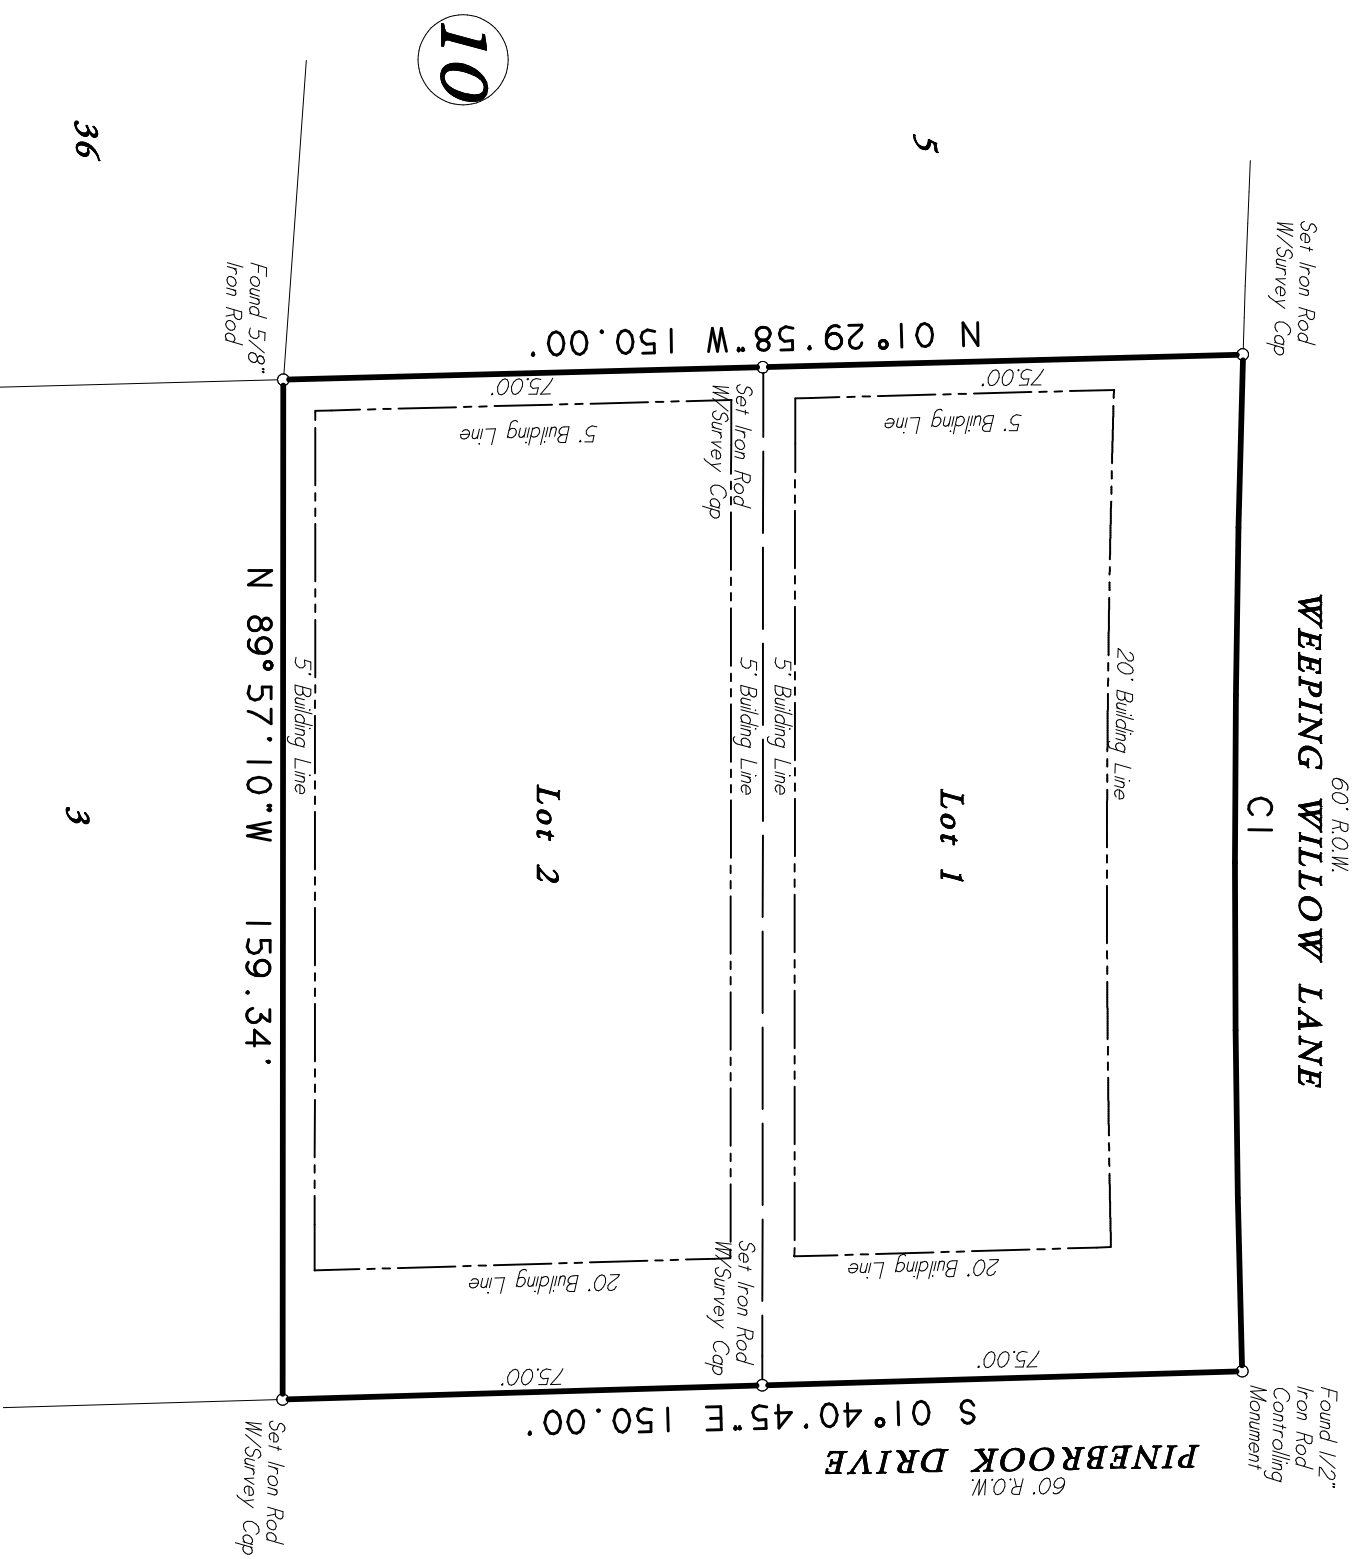 60' R.O.W.
WEEPING WILLOW LANE
C1
Set Iron Rod
W/Survey Cap
Found 1/2"
Iron Rod
Controlling
Monument
5
20' Building Line
N 01°29'58"W 150.00'
75.00'
5' Building Line
Lot 1
20' Building Line
75.00'
S 01°40'45"E 150.00'
PINEBROOK DRIVE
60' R.O.W.
5' Building Line
Set Iron Rod
W/Survey Cap
5' Building Line
Set Iron Rod
W/Survey Cap
10
75.00'
5' Building Line
Lot 2
20' Building Line
75.00'
5' Building Line
Found 5/8"
Iron Rod
N 89°57'10"W 159.34'
Set Iron Rod
W/Survey Cap
36
3